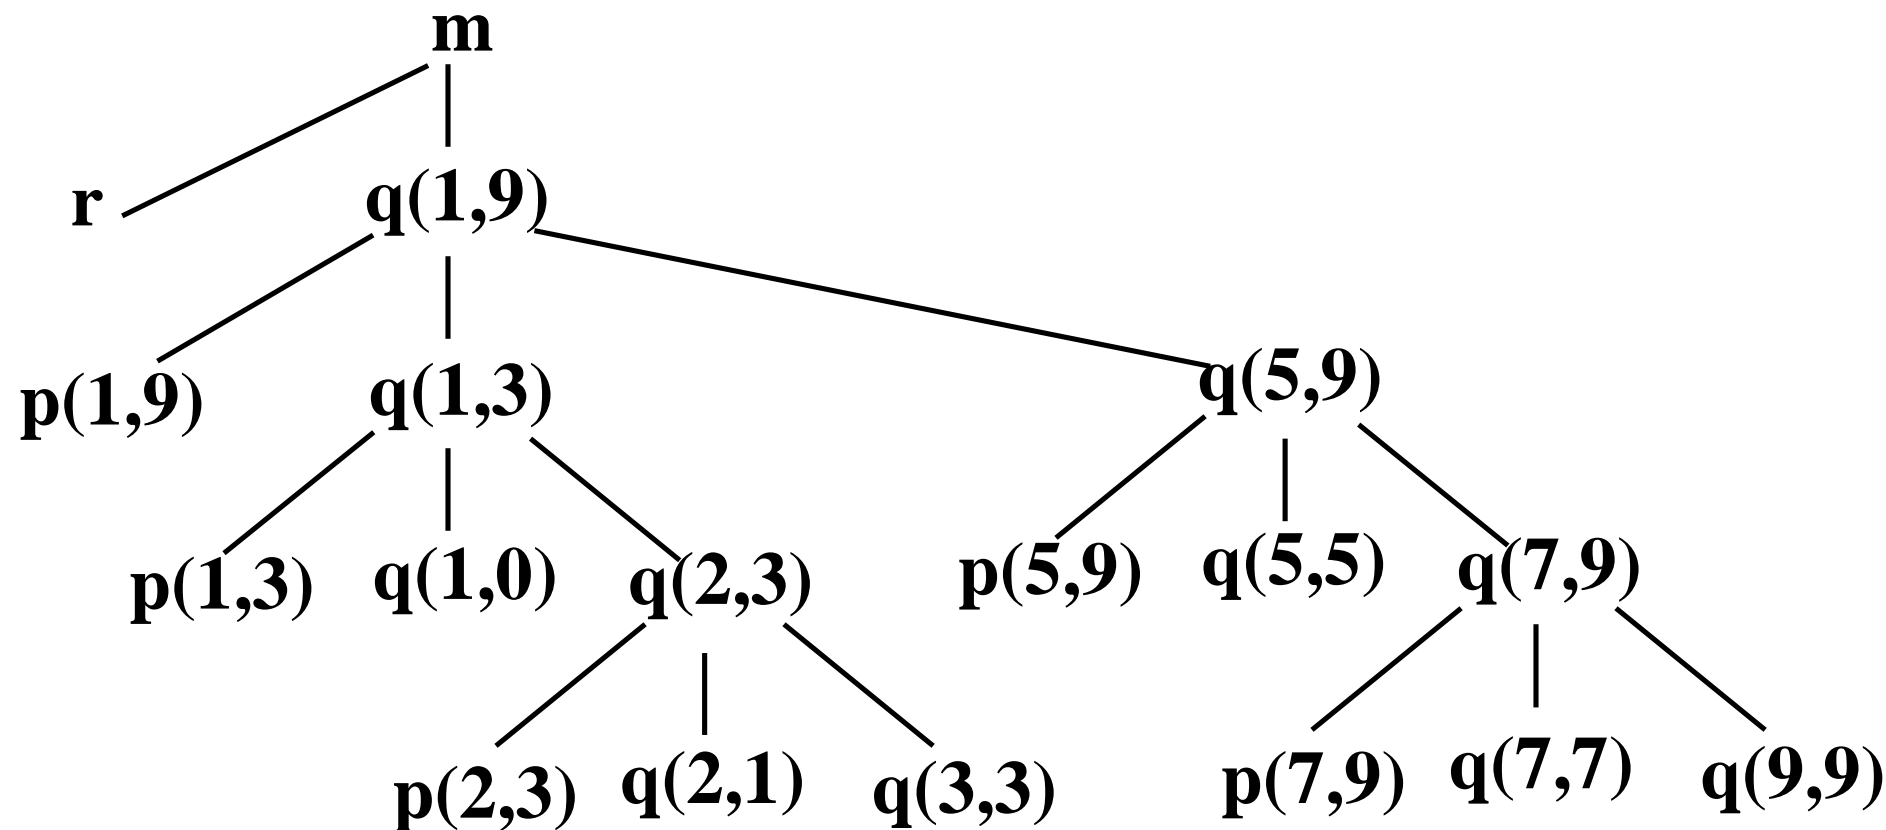 m
r q(1,9)
p(1,9) q(1,3) q(5,9)
p(1,3) q(1,0) q(2,3) p(5,9) q(5,5) q(7,9)
p(2,3) q(2,1) q(3,3) p(7,9) q(7,7) q(9,9)